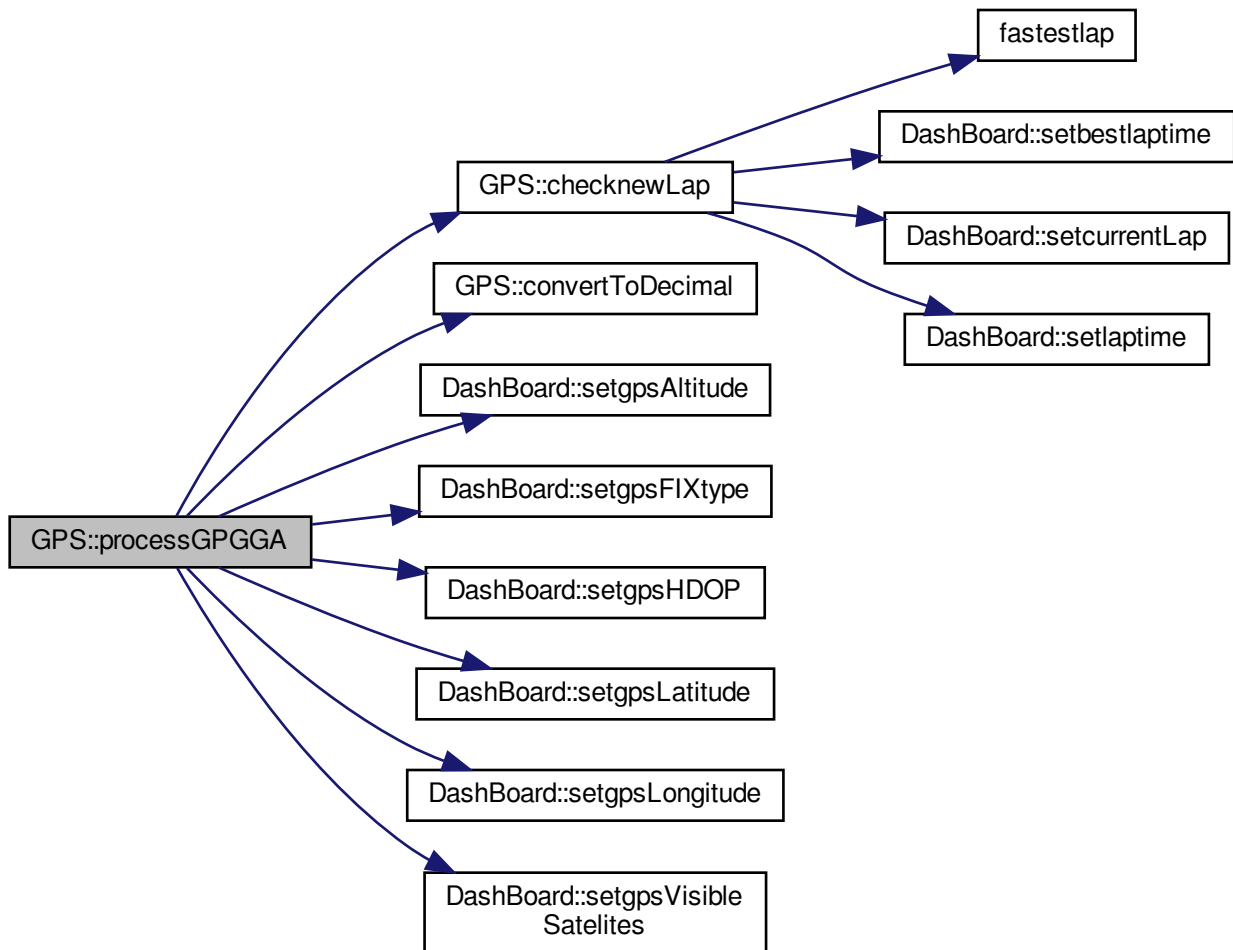 fastestlap
DashBoard::setbestlaptime
GPS::checknewLap
DashBoard::setcurrentLap
GPS::convertToDecimal
DashBoard::setlaptime
DashBoard::setgpsAltitude
DashBoard::setgpsFIXtype
GPS::processGPGGA
DashBoard::setgpsHDOP
DashBoard::setgpsLatitude
DashBoard::setgpsLongitude
DashBoard::setgpsVisible
Satelites